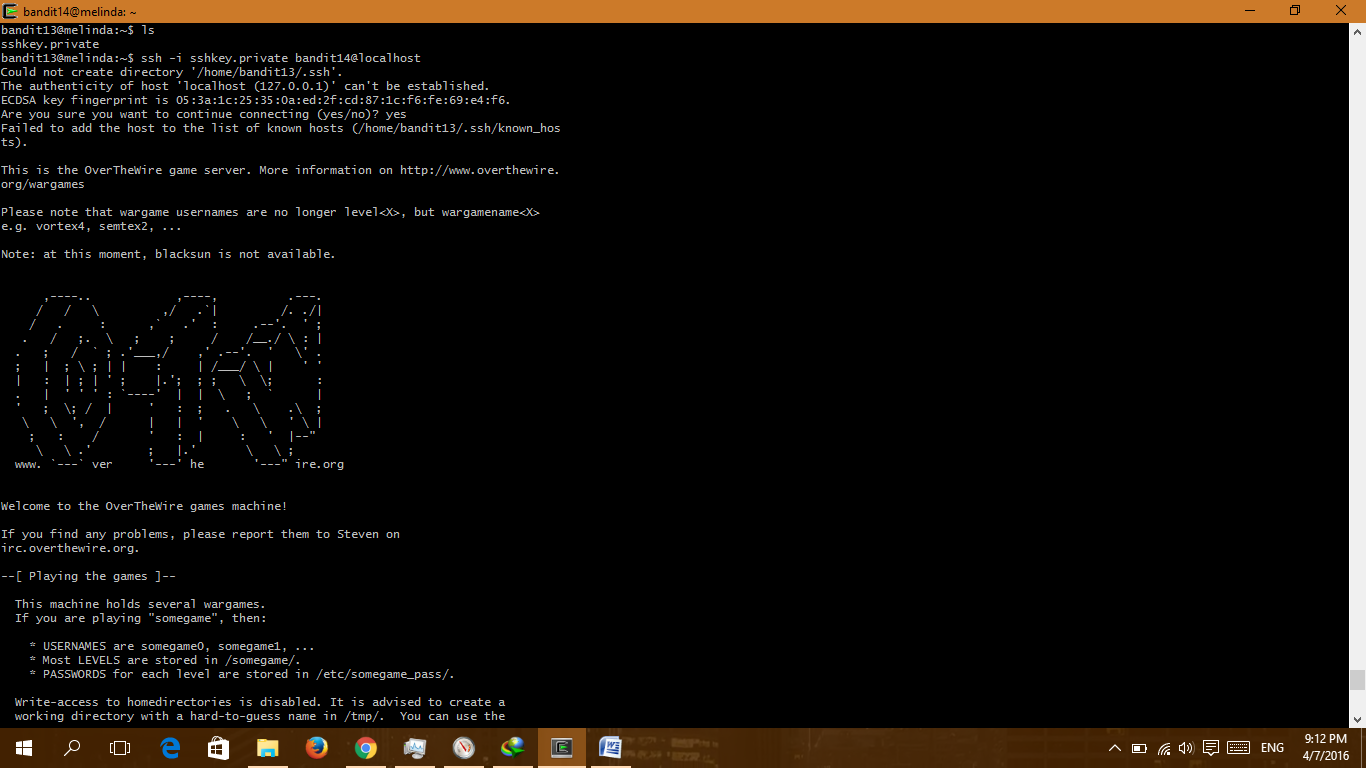 bandit14@melinda: ~
bandit13@melinda:~$ ls
sshkey.private
bandit13@melinda:~$ ssh -i sshkey.private bandit14@localhost
Could not create directory '/home/bandit13/.ssh'.
The authenticity of host 'localhost (127.0.0.1)' can't be established.
ECDSA key fingerprint is 05:3a:1c:25:35:0a:ed:2f:cd:87:1c:f6:fe:69:e4:f6.
Are you sure you want to continue connecting (yes/no)? yes
Failed to add the host to the list of known hosts (/home/bandit13/.ssh/known_hos
ts).
This is the OverTheWire game server. More information on http://www.overthewire.
org/wargames
Please note that wargame usernames are no longer level<X>, but wargamename<X>
e.g. vortex4, semtex2, ...
Note: at this moment, blacksun is not available.
www. `---` ver '---' he '---" ire.org
Welcome to the OverTheWire games machine!
If you find any problems, please report them to Steven on
irc.overthewire.org.
--[ Playing the games ]--
This machine holds several wargames.
If you are playing "somegame", then:
* USERNAMES are somegame0, somegame1, ...
* Most LEVELS are stored in /somegame/.
* PASSWORDS for each level are stored in /etc/somegame_pass/.
Write-access to homedirectories is disabled. It is advised to create a
working directory with a hard-to-guess name in /tmp/.  You can use the
ENG
9:12 PM
4/7/2016